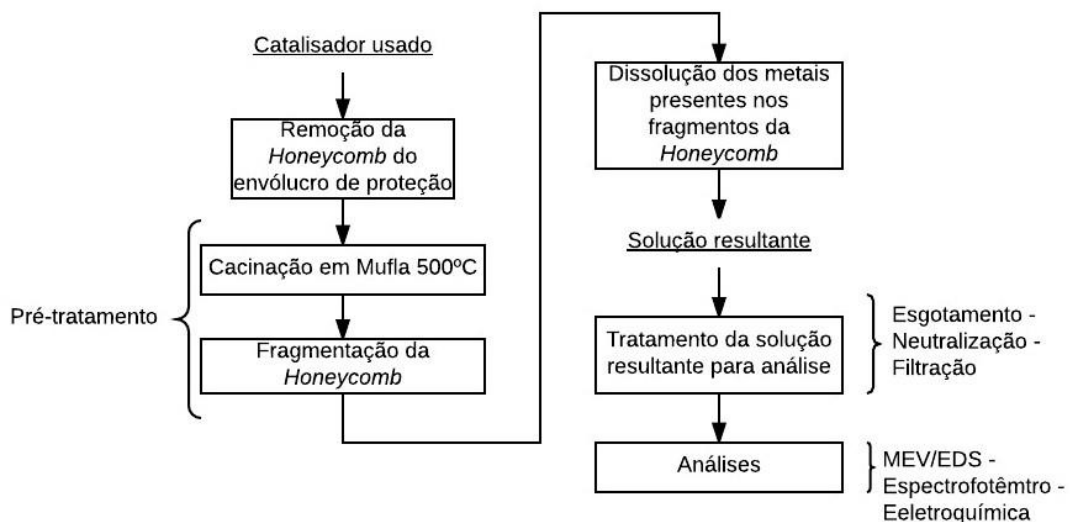 Catalisador usado
Remoção da
Honeycomb do
envólucro de proteção
Pré-tratamento
Cacinação em Mufla 500ºC
Fragmentação da
Honeycomb
Dissolução dos metais
presentes nos
fragmentos da
Honeycomb
Solução resultante
Tratamento da solução
resultante para análise
Esgotamento -
Neutralização -
Filtração
Análises
MEV/EDS -
Espectrofotêmtro -
Eeletroquímica